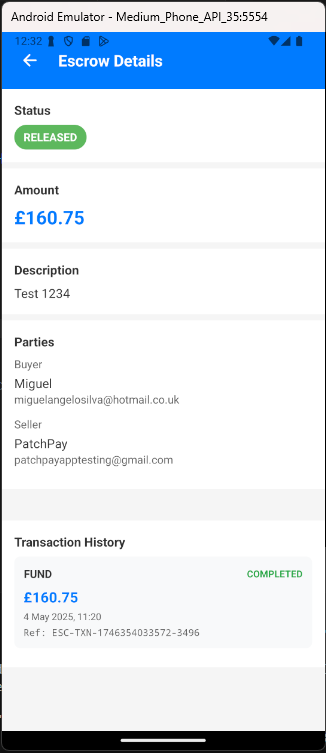 Android Emulator - Medium_Phone_API_35:5554
12:32
Escrow Details
Status
RELEASED
Amount
£160.75
Description
Test 1234
Parties
Buyer
Miguel
miguelangelosilva@hotmail.co.uk
Seller
PatchPay
patchpayapptesting@gmail.com
Transaction History
FUND COMPLETED
£160.75
4 May 2025, 11:20
Ref: ESC-TXN-1746354033572-3496